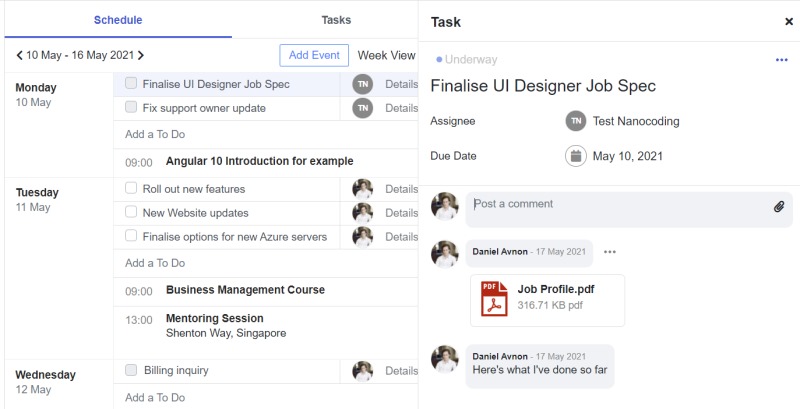 Schedule
Tasks
10 May - 16 May 2021
Add Event
Week View
Monday
10 May
Finalise UI Designer Job Spec
TN
Details
Fix support owner update
TN
Details
Add a To Do
09:00
Angular 10 Introduction for example
Tuesday
11 May
Roll out new features
Details
New Website updates
Details
Finalise options for new Azure servers
Details
Add a To Do
09:00
Business Management Course
13:00
Mentoring Session
Shenton Way, Singapore
Wednesday
12 May
Billing inquiry
Details
Add a To Do
Task
Underway
Finalise UI Designer Job Spec
Assignee
TN
Test Nanocoding
Due Date
May 10, 2021
Post a comment
Daniel Avnon - 17 May 2021
PDF
Job Profile.pdf
316.71 KB pdf
Daniel Avnon - 17 May 2021
Here's what I've done so far